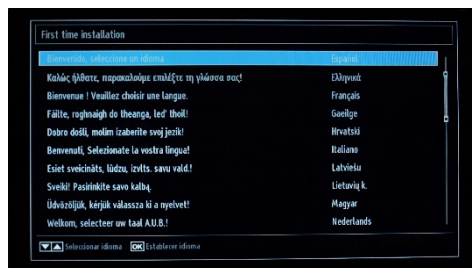 First time installation
Bienvenido, seleccione un idioma Español
Καλώς ήλθατε, παρακαλούμε επιλέξτε τη γλώσσα σας! Ελληνικά
Bienvenue ! Veuillez choisir une langue. Français
Fáilte, roghnaigh do theanga, led' thoil! Gaeilge
Dobro došli, molim izaberite svoj jezik! Hrvatski
Benvenuti, Selezionate la vostra lingua! Italiano
Esiet sveicināts, lūdzu, izvlts. savu vald.! Latviešu
Sveiki! Pasirinkite savo kalbą. Lietuvių k.
Üdvözöljük, kérjük válassza ki a nyelvet! Magyar
Welkom, selecteer uw taal A.U.B.! Nederlands
Seleccionar idioma OK Establecer idioma